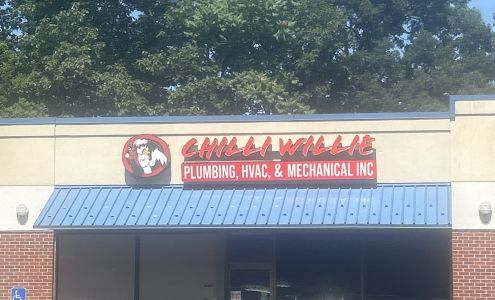 CHILLI WILLIE
PLUMBING, HVAC, & MECHANICAL INC